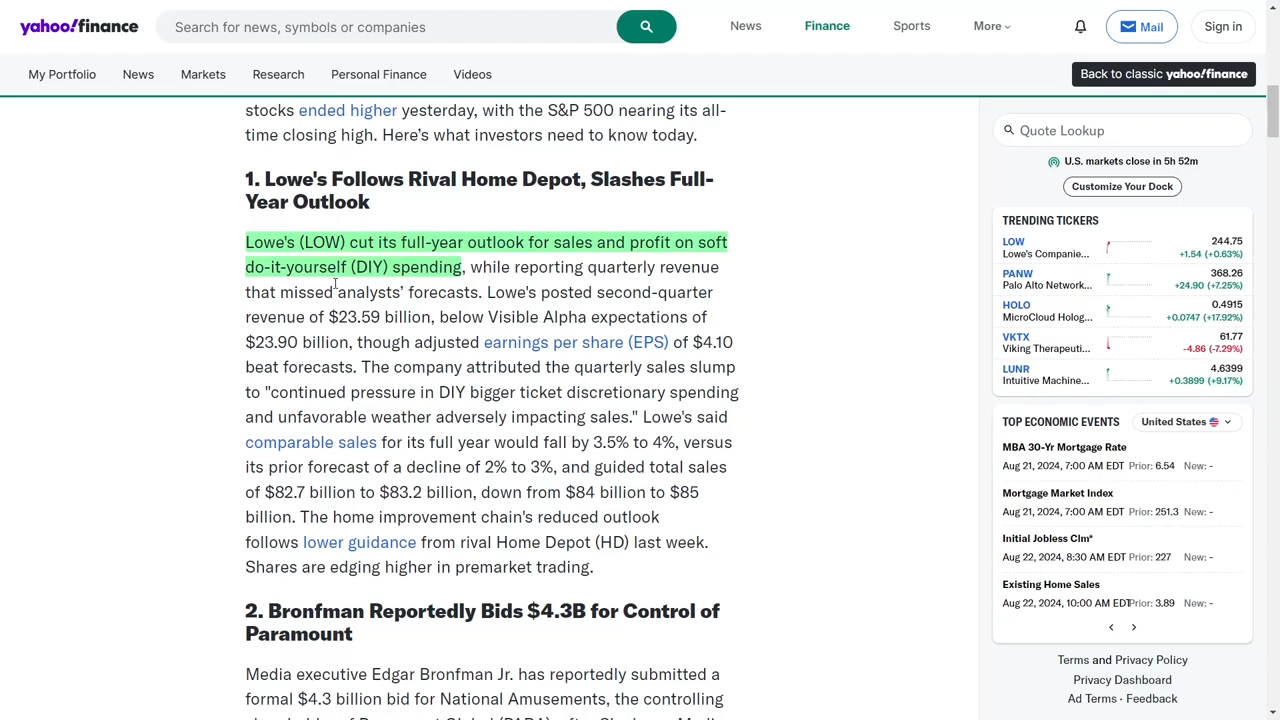 yahoo!finance
Search for news, symbols or companies
News
Finance
Sports
More
Mail
Sign in
My Portfolio
News
Markets
Research
Personal Finance
Videos
Back to classic yahoo!finance
stocks ended higher yesterday, with the S&P 500 nearing its all-
time closing high. Here's what investors need to know today.
1. Lowe's Follows Rival Home Depot, Slashes Full-
Year Outlook
Lowe's (LOW) cut its full-year outlook for sales and profit on soft
do-it-yourself (DIY) spending, while reporting quarterly revenue
that missed analysts' forecasts. Lowe's posted second-quarter
revenue of $23.59 billion, below Visible Alpha expectations of
$23.90 billion, though adjusted earnings per share (EPS) of $4.10
beat forecasts. The company attributed the quarterly sales slump
to "continued pressure in DIY bigger ticket discretionary spending
and unfavorable weather adversely impacting sales." Lowe's said
comparable sales for its full year would fall by 3.5% to 4%, versus
its prior forecast of a decline of 2% to 3%, and guided total sales
of $82.7 billion to $83.2 billion, down from $84 billion to $85
billion. The home improvement chain's reduced outlook
follows lower guidance from rival Home Depot (HD) last week.
Shares are edging higher in premarket trading.
2. Bronfman Reportedly Bids $4.3B for Control of
Paramount
Media executive Edgar Bronfman Jr. has reportedly submitted a
formal $4.3 billion bid for National Amusements, the controlling
Quote Lookup
U.S. markets close in 5h 52m
Customize Your Dock
TRENDING TICKERS
LOW 244.75
Lowe's Companie... +1.54 (+0.63%)
PANW 368.26
Palo Alto Network... +24.90 (+7.25%)
HOLO 0.4915
MicroCloud Holog... +0.0747 (+17.92%)
VKTX 61.77
Viking Therapeuti... -4.86 (-7.29%)
LUNR 4.6399
Intuitive Machine... +0.3899 (+9.17%)
TOP ECONOMIC EVENTS United States
MBA 30-Yr Mortgage Rate
Aug 21, 2024, 7:00 AM EDT Prior: 6.54 New: -
Mortgage Market Index
Aug 21, 2024, 7:00 AM EDT Prior: 251.3 New: -
Initial Jobless Clm*
Aug 22, 2024, 8:30 AM EDT Prior: 227 New: -
Existing Home Sales
Aug 22, 2024, 10:00 AM EDT Prior: 3.89 New: -
Terms and Privacy Policy
Privacy Dashboard
Ad Terms · Feedback